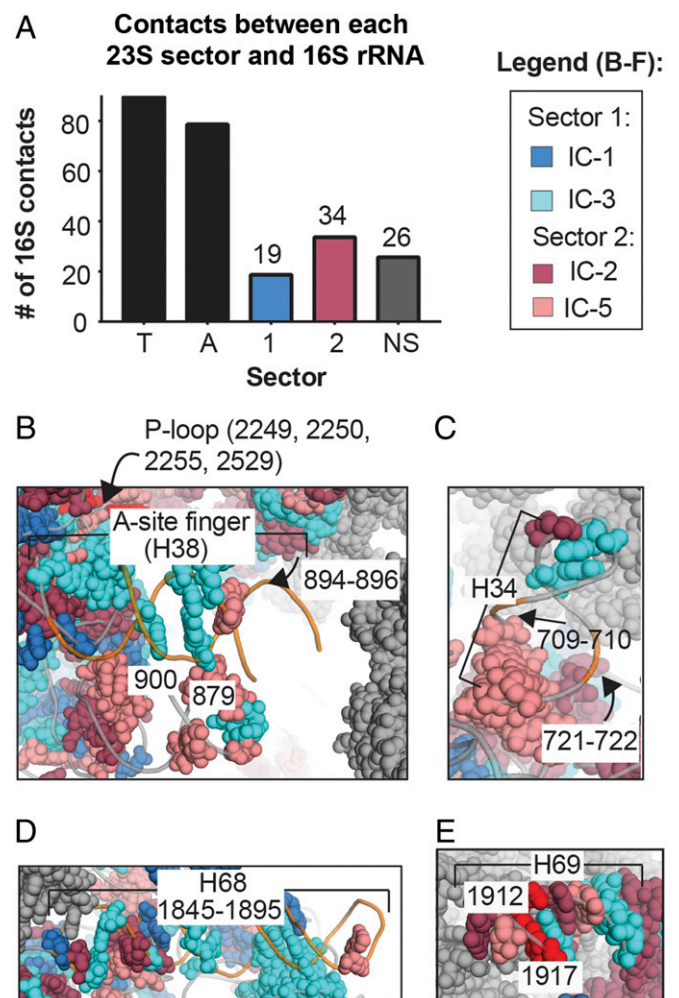 A
Contacts between each
23S sector and 16S rRNA
# of 16S contacts
80
60
40
20
0
19
34
26
T A 1 2 NS
Sector
Legend (B-F):
Sector 1:
IC-1
IC-3
Sector 2:
IC-2
IC-5
B
P-loop (2249, 2250,
2255, 2529)
A-site finger
(H38)
894-896
900
879
C
H34
709-710
721-722
D
H68
1845-1895
E
H69
1912
1917